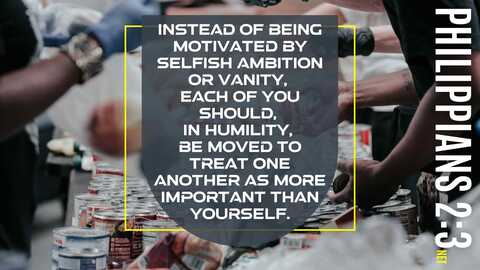 INSTEAD OF BEING
MOTIVATED BY
SELFISH AMBITION
OR VANITY,
EACH OF YOU
SHOULD,
IN HUMILITY,
BE MOVED TO
TREAT ONE
ANOTHER AS MORE
IMPORTANT THAN
YOURSELF.
PHILIPPIANS 2:3
NET